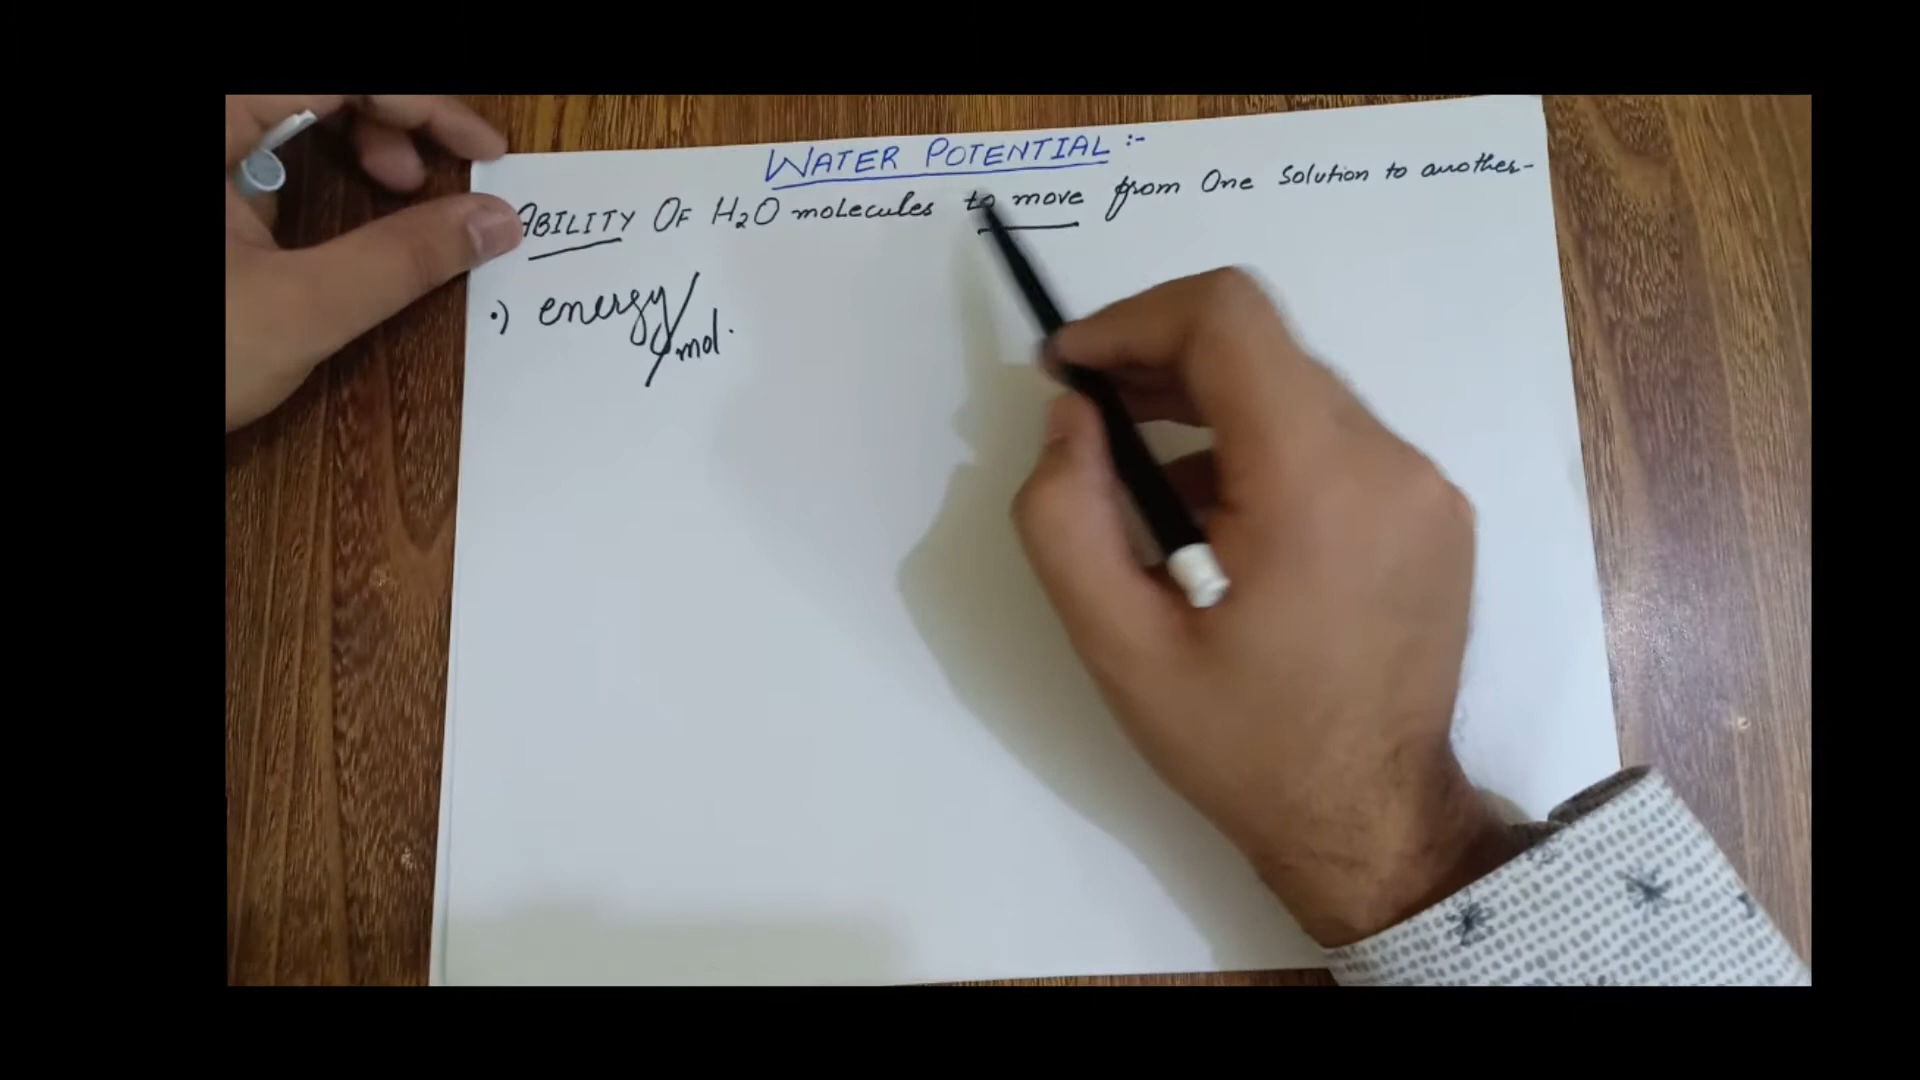 WATER POTENTIAL :-
ABILITY OF H₂O molecules to move from One Solution to another-
•) energy/mol.